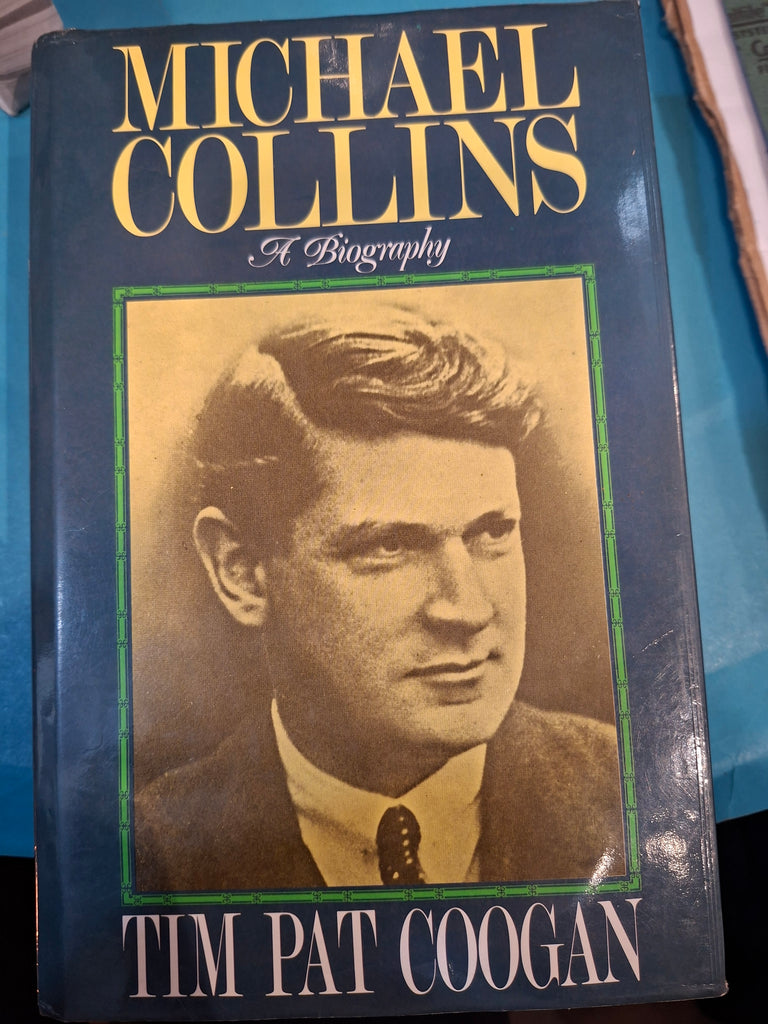 MICHAEL
COLLINS
A Biography
TIM PAT COOGAN